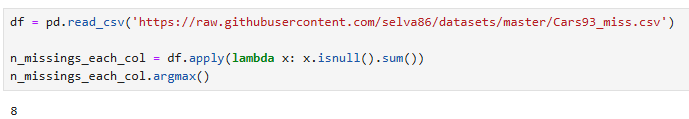 df = pd.read_csv('https://raw.githubusercontent.com/selva86/datasets/master/Cars93_miss.csv')
n_missings_each_col = df.apply(lambda x: x.isnull().sum())
n_missings_each_col.argmax()
8